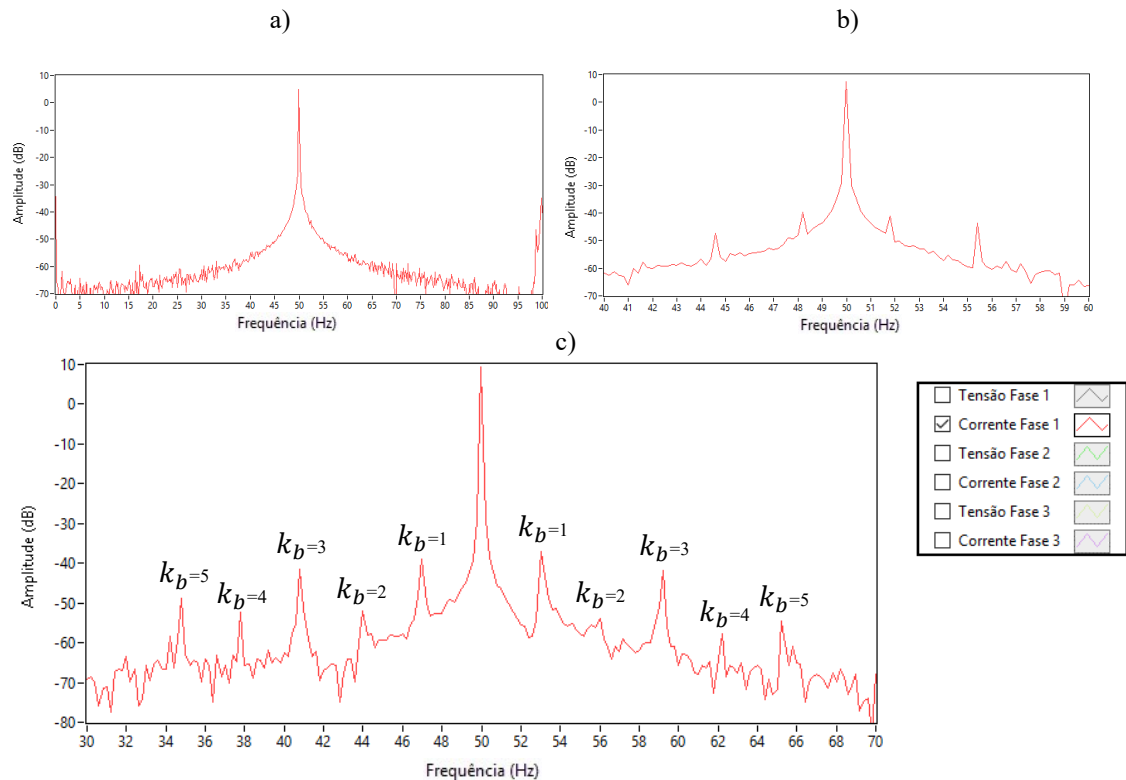 a)
b)
10
0
-10
-20
-30
-40
-50
-60
-70
Amplitude (dB)
0 5 10 15 20 25 30 35 40 45 50 55 60 65 70 75 80 85 90 95 100
Frequência (Hz)
10
0
-10
-20
-30
-40
-50
-60
-70
Amplitude (dB)
40 41 42 43 44 45 46 47 48 49 50 51 52 53 54 55 56 57 58 59 60
Frequência (Hz)
c)
10
0
-10
-20
-30
-40
-50
-60
-70
-80
Amplitude (dB)
k_b=5
k_b=4
k_b=3
k_b=2
k_b=1
k_b=1
k_b=2
k_b=3
k_b=4
k_b=5
30 32 34 36 38 40 42 44 46 48 50 52 54 56 58 60 62 64 66 68 70
Frequência (Hz)
Tensão Fase 1
Corrente Fase 1
Tensão Fase 2
Corrente Fase 2
Tensão Fase 3
Corrente Fase 3